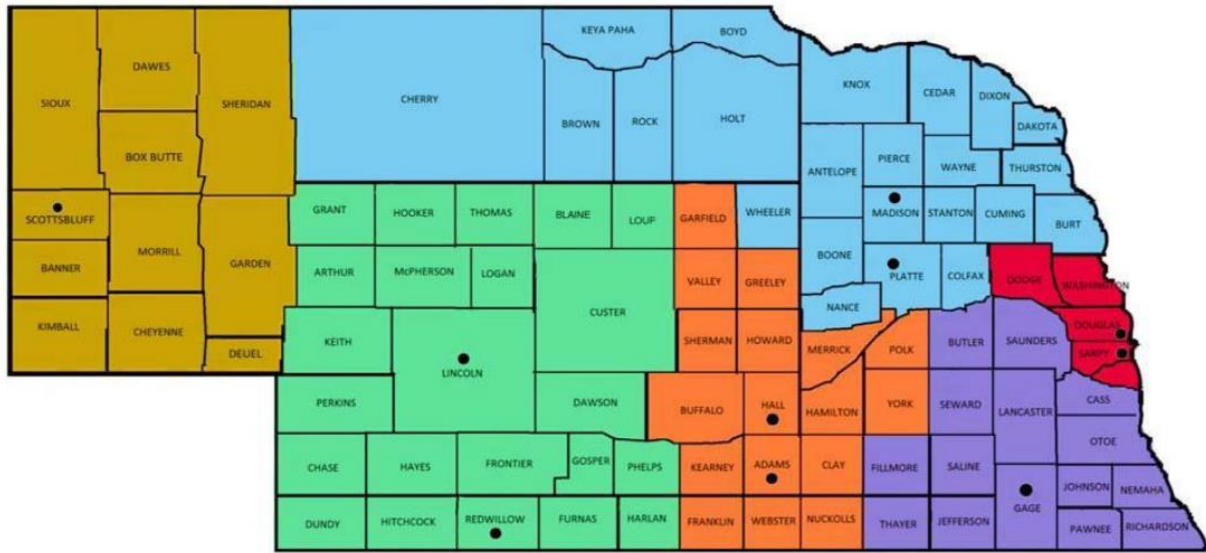 KEYA PAHA
BOYD
DAWES
SIOUX
SHERIDAN
CHERRY
KNOX
CEDAR
DIXON
BROWN
ROCK
HOLT
DAKOTA
BOX BUTTE
PIERCE
ANTELOPE
WAYNE
THURSTON
SCOTTSBLUFF
GRANT
HOOKER
THOMAS
BLAINE
LOUP
GARFIELD
WHEELER
MADISON
STANTON
CUMING
BURT
MORRILL
BANNER
GARDEN
ARTHUR
McPHERSON
LOGAN
VALLEY
GREELEY
BOONE
PLATTE
COLFAX
DODGE
WASHINGTON
NANCE
CUSTER
KIMBALL
CHEYENNE
KEITH
SHERMAN
HOWARD
MERRICK
POLK
BUTLER
SAUNDERS
DOUGLAS
DEUEL
LINCOLN
SARPY
PERKINS
DAWSON
BUFFALO
HALL
HAMILTON
YORK
SEWARD
LANCASTER
CASS
OTOE
CHASE
HAYES
FRONTIER
GOSPER
PHELPS
KEARNEY
ADAMS
CLAY
FILLMORE
SALINE
JOHNSON
NEMAHA
DUNDY
HITCHCOCK
REDWILLOW
FURNAS
HARLAN
FRANKLIN
WEBSTER
NUCKOLLS
THAYER
JEFFERSON
GAGE
PAWNEE
RICHARDSON